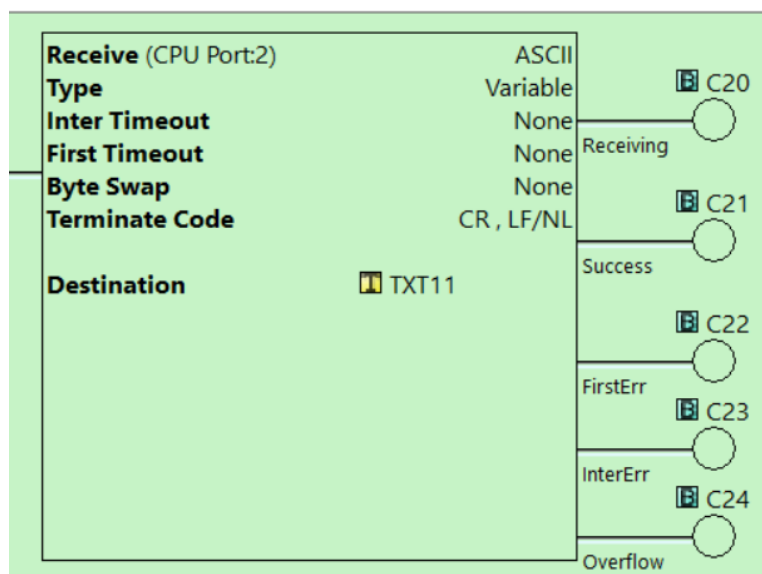 Receive (CPU Port:2) ASCII
Type Variable
Inter Timeout None
First Timeout None
Byte Swap None
Terminate Code CR , LF/NL
Destination T TXT11
B C20
Receiving
B C21
Success
B C22
FirstErr
B C23
InterErr
B C24
Overflow